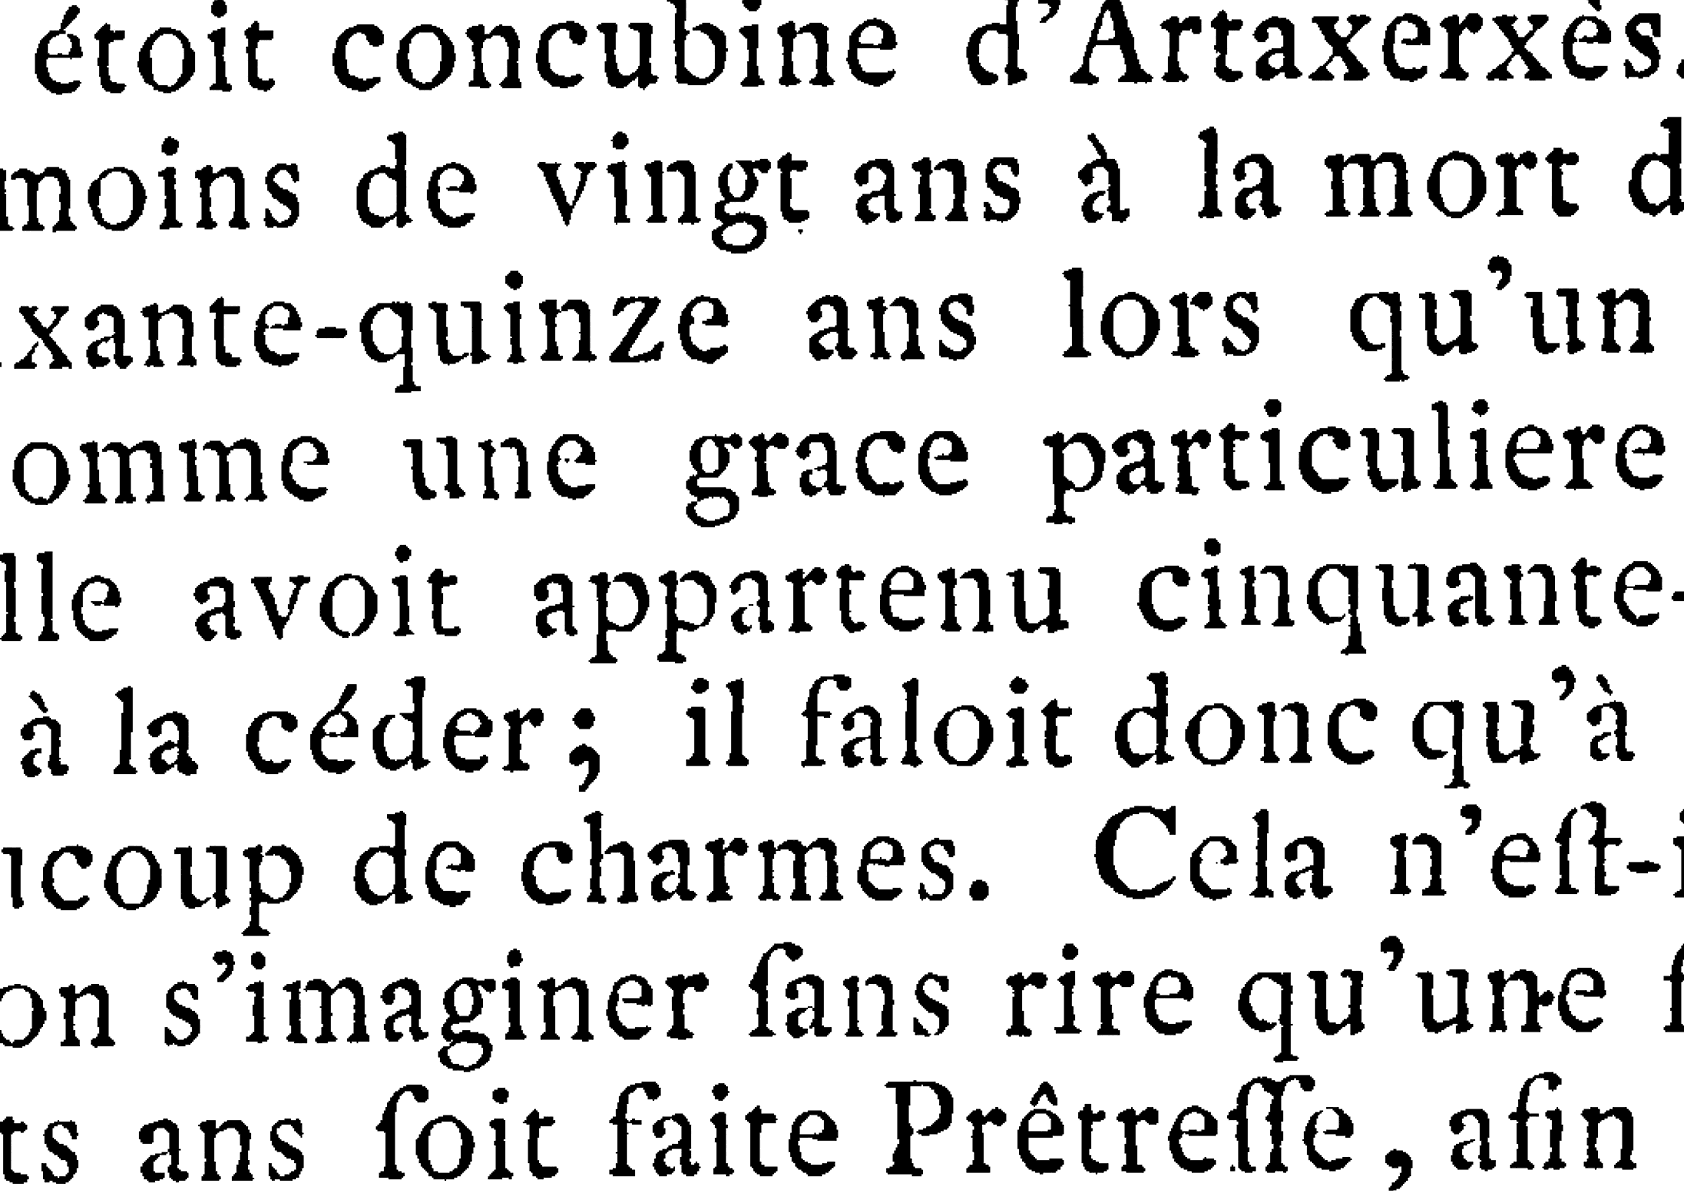 étoit concubine d'Artaxerxès.
moins de vingt ans à la mort d
xante-quinze ans lors qu'un
omme une grace particuliere
lle avoit appartenu cinquante-
à la céder; il faloit donc qu'à
ucoup de charmes. Cela n'eſt-i
on s'imaginer ſans rire qu'une ſ
ts ans ſoit faite Prêtreſſe, afin